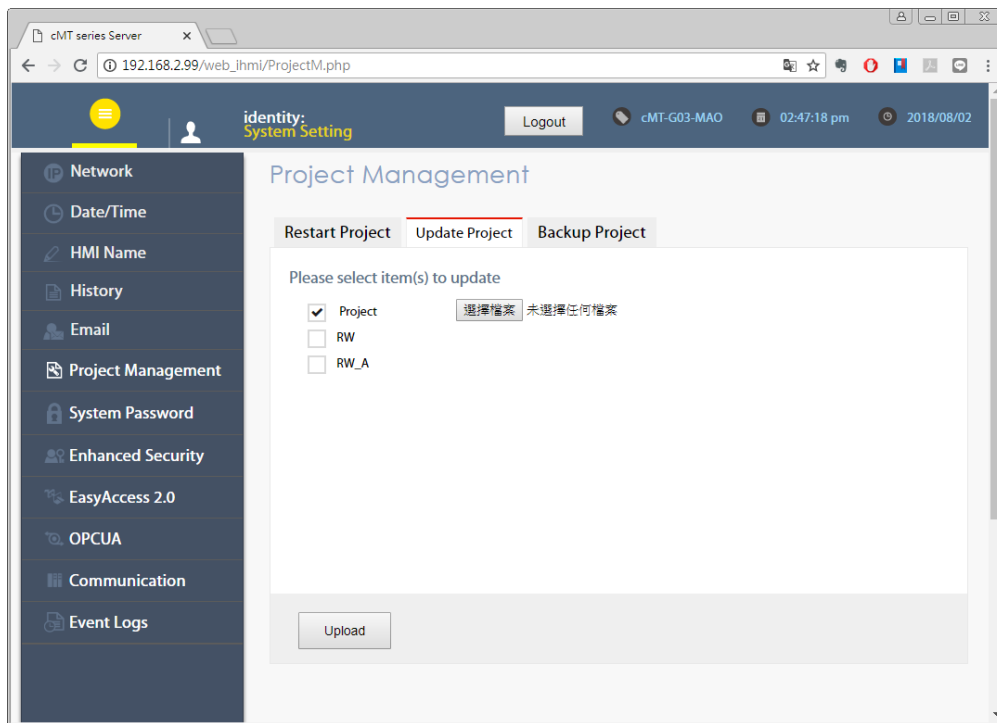 cMT series Server
192.168.2.99/web_ihmi/ProjectM.php
identity:
System Setting
Logout
cMT-G03-MAO
02:47:18 pm
2018/08/02
IP Network
Date/Time
HMI Name
History
Email
Project Management
System Password
Enhanced Security
EasyAccess 2.0
OPCUA
Communication
Event Logs
Project Management
Restart Project Update Project Backup Project
Please select item(s) to update
Project 選擇檔案 未選擇任何檔案
RW
RW_A
Upload